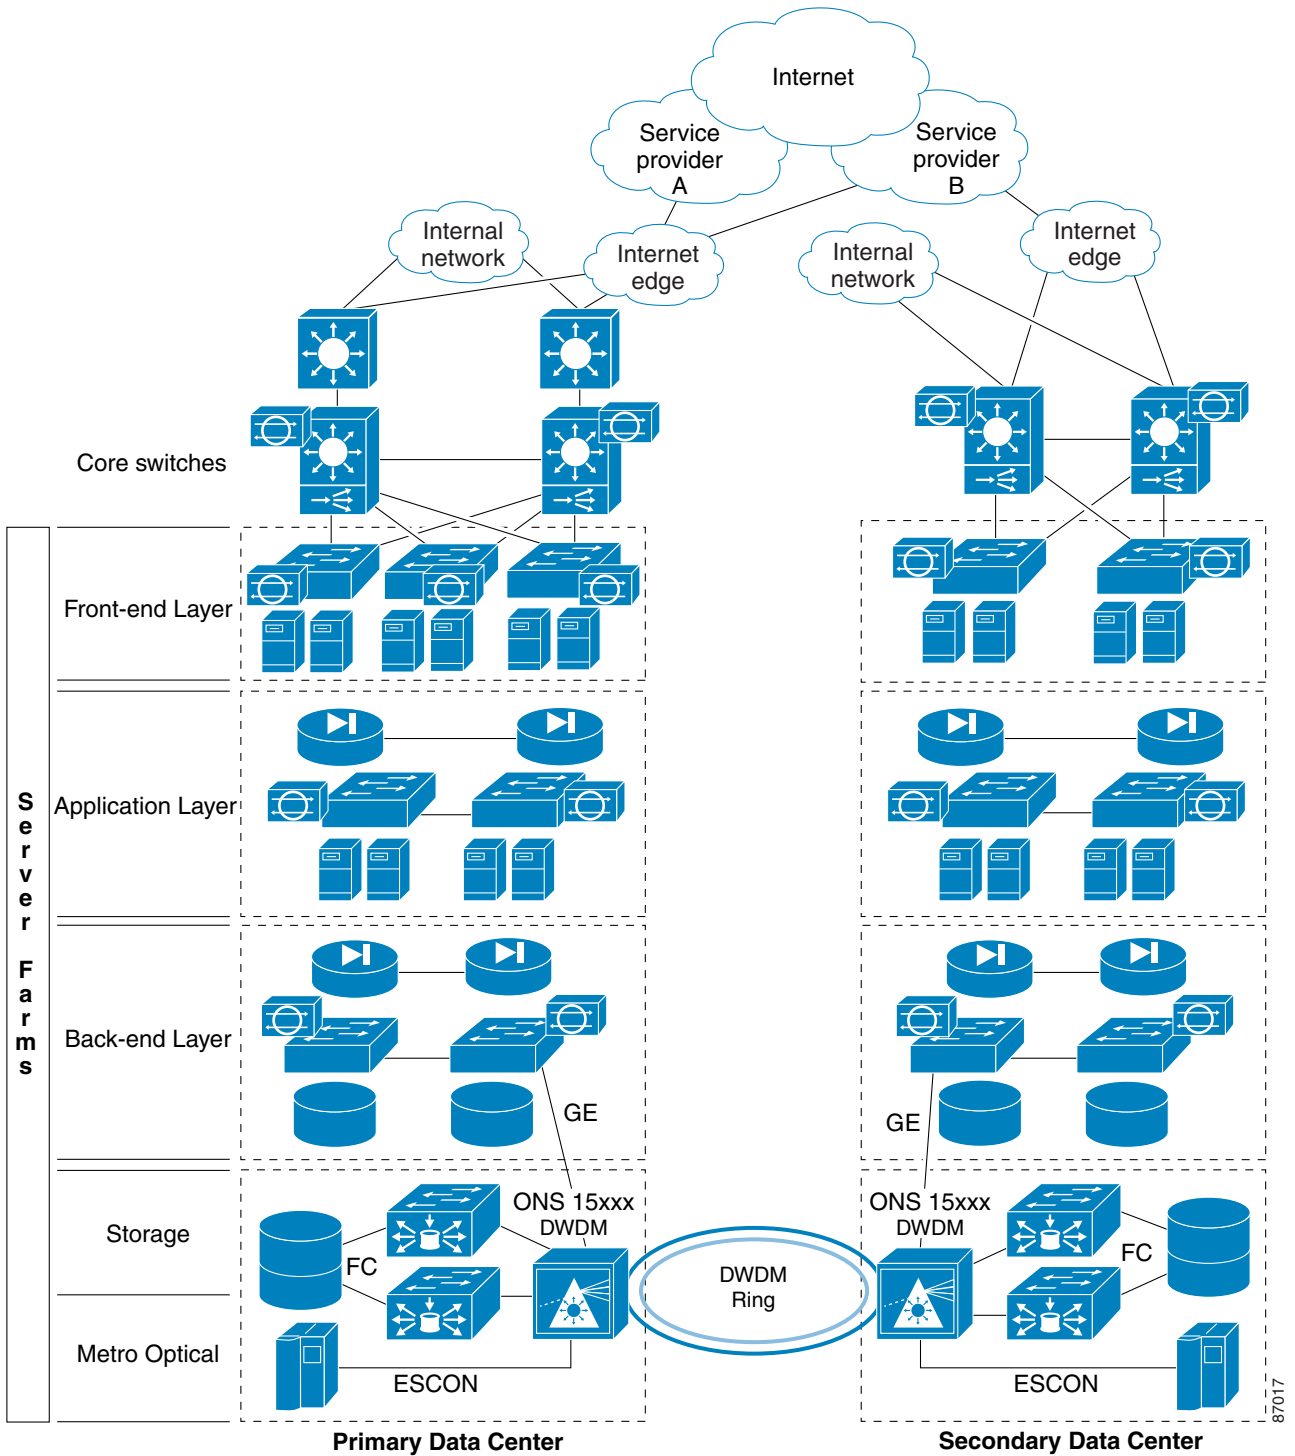 Internet
Service
provider
A
Service
provider
B
Internal
network
Internet
edge
Internal
network
Internet
edge
Core switches
Server Farms
Front-end Layer
Application Layer
Back-end Layer
GE
GE
Storage
Metro Optical
ONS 15xxx
DWDM
FC
ESCON
DWDM
Ring
ONS 15xxx
DWDM
FC
ESCON
87017
Primary Data Center
Secondary Data Center